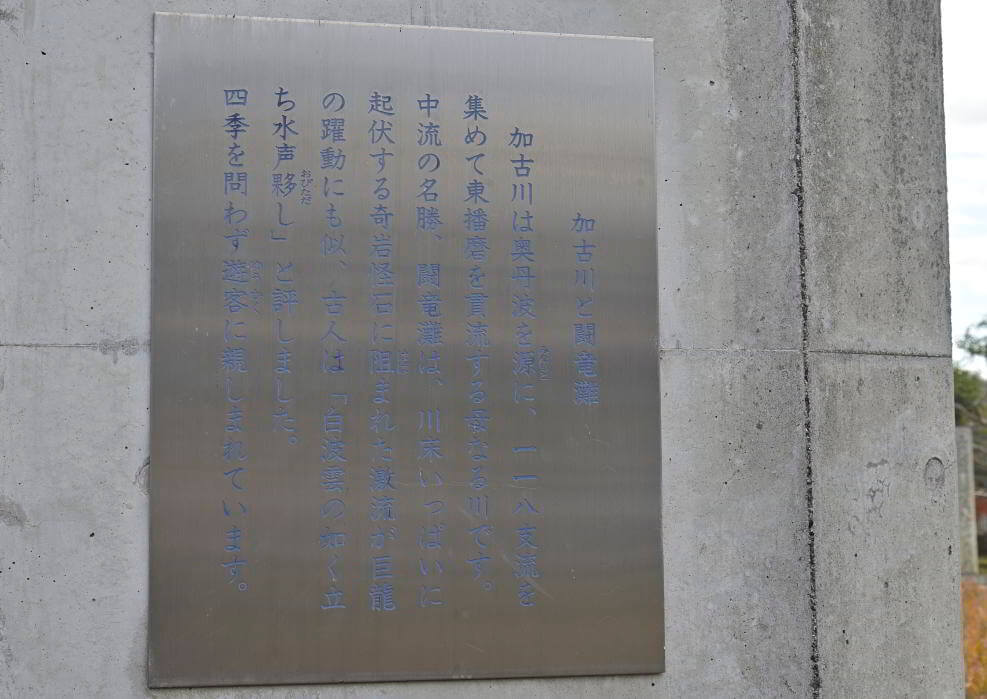 加古川と闘竜灘
加古川は奥丹波を源に、一一八支流を
集めて東播磨を貫流する母なる川です。
中流の名勝、闘竜灘は、川床いっぱいに
起伏する奇岩怪石に阻まれた激流が巨龍
の躍動にも似、古人は「白波雲の如く立
ち水声夥し」と評しました。
おびただ
四季を問わず遊客に親しまれています。